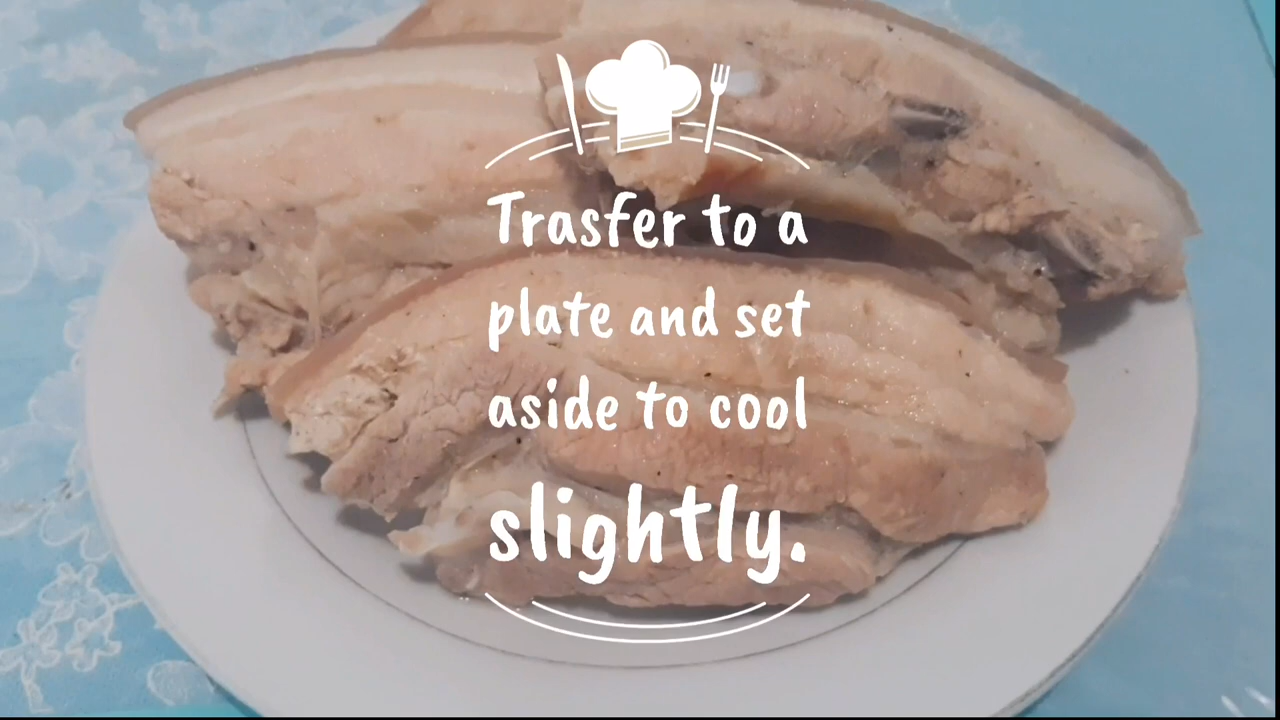 Trasfer to a
plate and set
aside to cool
slightly.